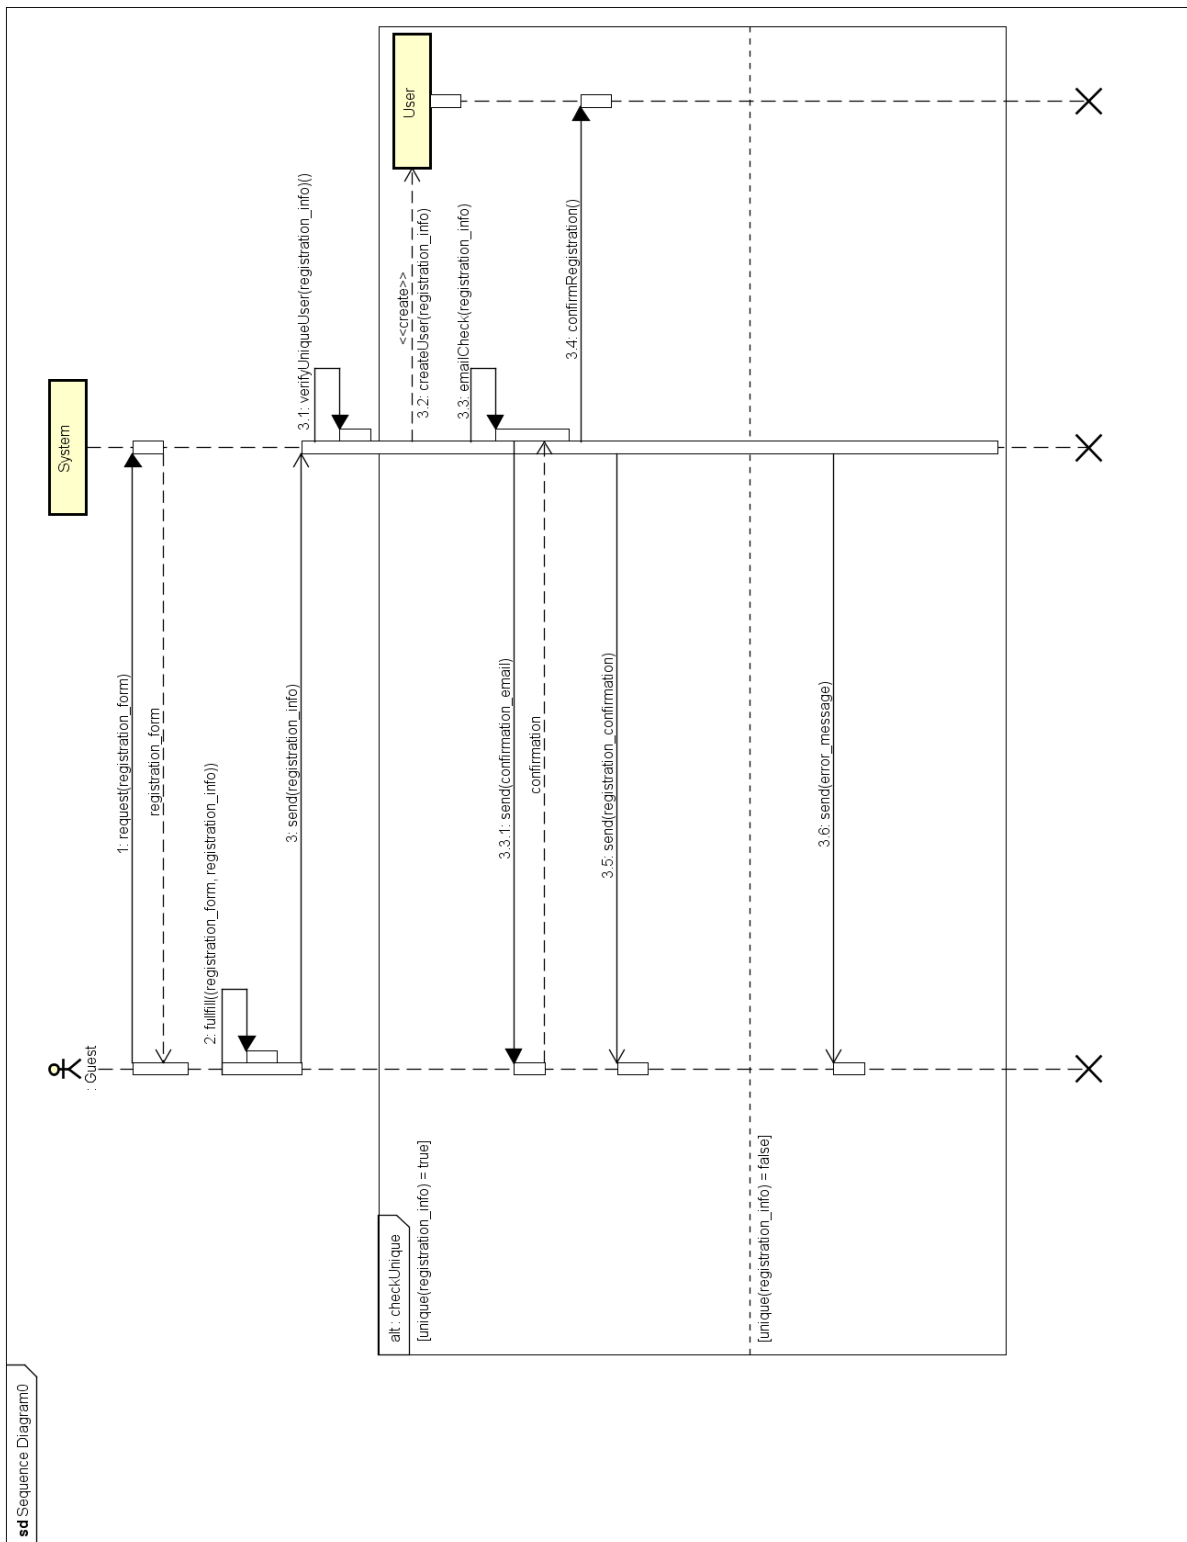 sd Sequence Diagram0
: Guest
System
1: request(registration_form)
registration_form
2: fullfill((registration_form, registration_info))
3: send(registration_info)
3.1: verifyUniqueUser(registration_info)()
alt : checkUnique
[unique(registration_info) = true]
User
<<create>>
3.2: createUser(registration_info)
3.3: emailCheck(registration_info)
3.3.1: send(confirmation_email)
confirmation
3.4: confirmRegistration()
3.5: send(registration_confirmation)
[unique(registration_info) = false]
3.6: send(error_message)